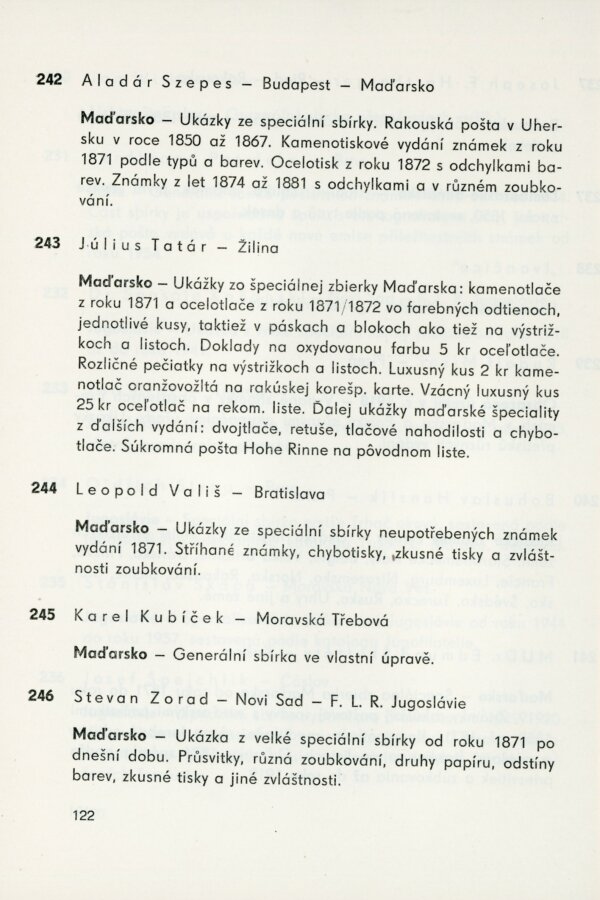 242 Aladár Szepes – Budapest – Maďarsko
Maďarsko – Ukázky ze speciální sbírky. Rakouská pošta v Uher-
sku v roce 1850 až 1867. Kamenotiskové vydání známek z roku
1871 podle typů a barev. Ocelotisk z roku 1872 s odchylkami ba-
rev. Známky z let 1874 až 1881 s odchylkami a v různém zoubko-
vání.
243 Július Tatár – Žilina
Maďarsko – Ukážky zo špeciálnej zbierky Maďarska: kamenotlače
z roku 1871 a ocelotlače z roku 1871/1872 vo farebných odtienoch,
jednotlivé kusy, taktiež v páskach a blokoch ako tiež na výstriž-
koch a listoch. Doklady na oxydovanou farbu 5 kr oceľotlače.
Rozličné pečiatky na výstrižkoch a listoch. Luxusný kus 2 kr kame-
notlač oranžovožltá na rakúskej korešp. karte. Vzácný luxusný kus
25 kr oceľotlač na rekom. liste. Ďalej ukážky maďarské špeciality
z ďalších vydání: dvojtlače, retuše, tlačové nahodilosti a chybo-
tlače. Súkromná pošta Hohe Rinne na pôvodnom liste.
244 Leopold Vališ – Bratislava
Maďarsko – Ukázky ze speciální sbírky neupotřebených známek
vydání 1871. Stříhané známky, chybotisky, zkusné tisky a zvlášt-
nosti zoubkování.
245 Karel Kubíček – Moravská Třebová
Maďarsko – Generální sbírka ve vlastní úpravě.
246 Stevan Zorad – Novi Sad – F. L. R. Jugoslávie
Maďarsko – Ukázka z velké speciální sbírky od roku 1871 po
dnešní dobu. Průsvitky, různá zoubkování, druhy papíru, odstíny
barev, zkusné tisky a jiné zvláštnosti.
122